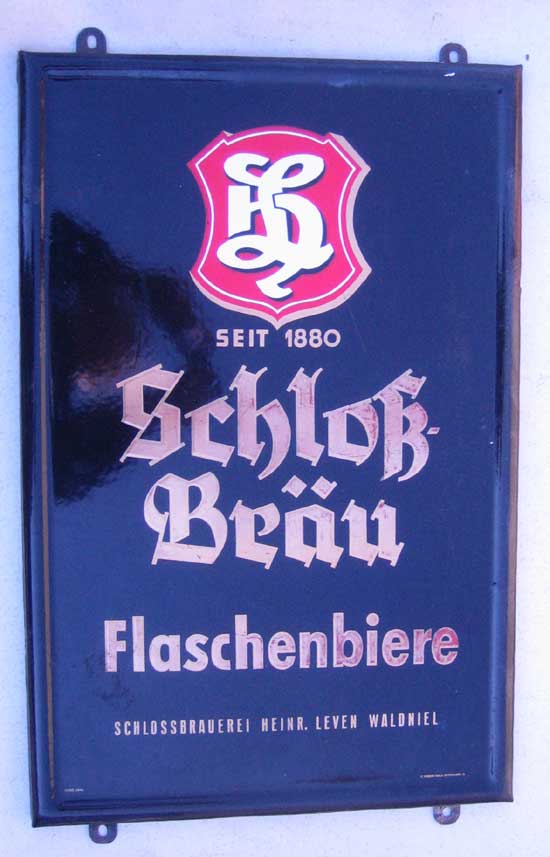 SEIT 1880
Schloß-
Bräu
Flaschenbiere
SCHLOSSBRAUEREI HEINR. LEVEN WALDNIEL